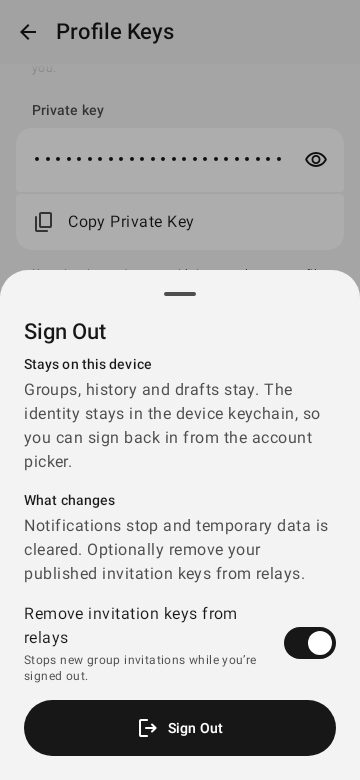 Profile Keys
you.
Private key
Copy Private Key
Sign Out
Stays on this device
Groups, history and drafts stay. The
identity stays in the device keychain, so
you can sign back in from the account
picker.
What changes
Notifications stop and temporary data is
cleared. Optionally remove your
published invitation keys from relays.
Remove invitation keys from
relays
Stops new group invitations while you're
signed out.
Sign Out